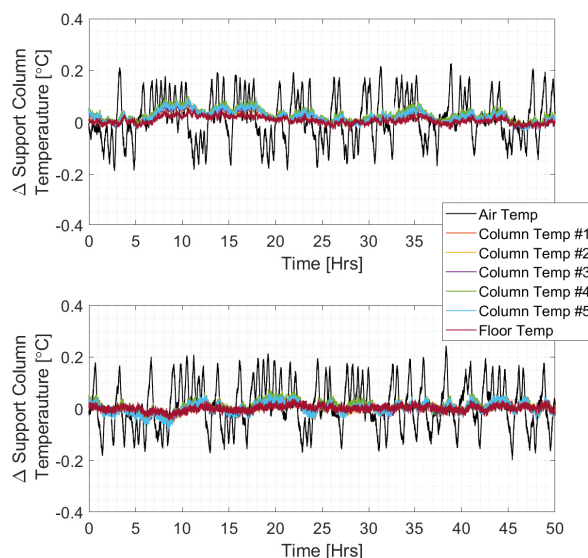 0.4
0.2
0
-0.2
-0.4
Δ Support Column
Temperauture [°C]
0 5 10 15 20 25 30 35 50
Time [Hrs]
Air Temp
Column Temp #1
Column Temp #2
Column Temp #3
Column Temp #4
Column Temp #5
Floor Temp
0.4
0.2
0
-0.2
-0.4
Δ Support Column
Temperauture [°C]
0 5 10 15 20 25 30 35 40 45 50
Time [Hrs]